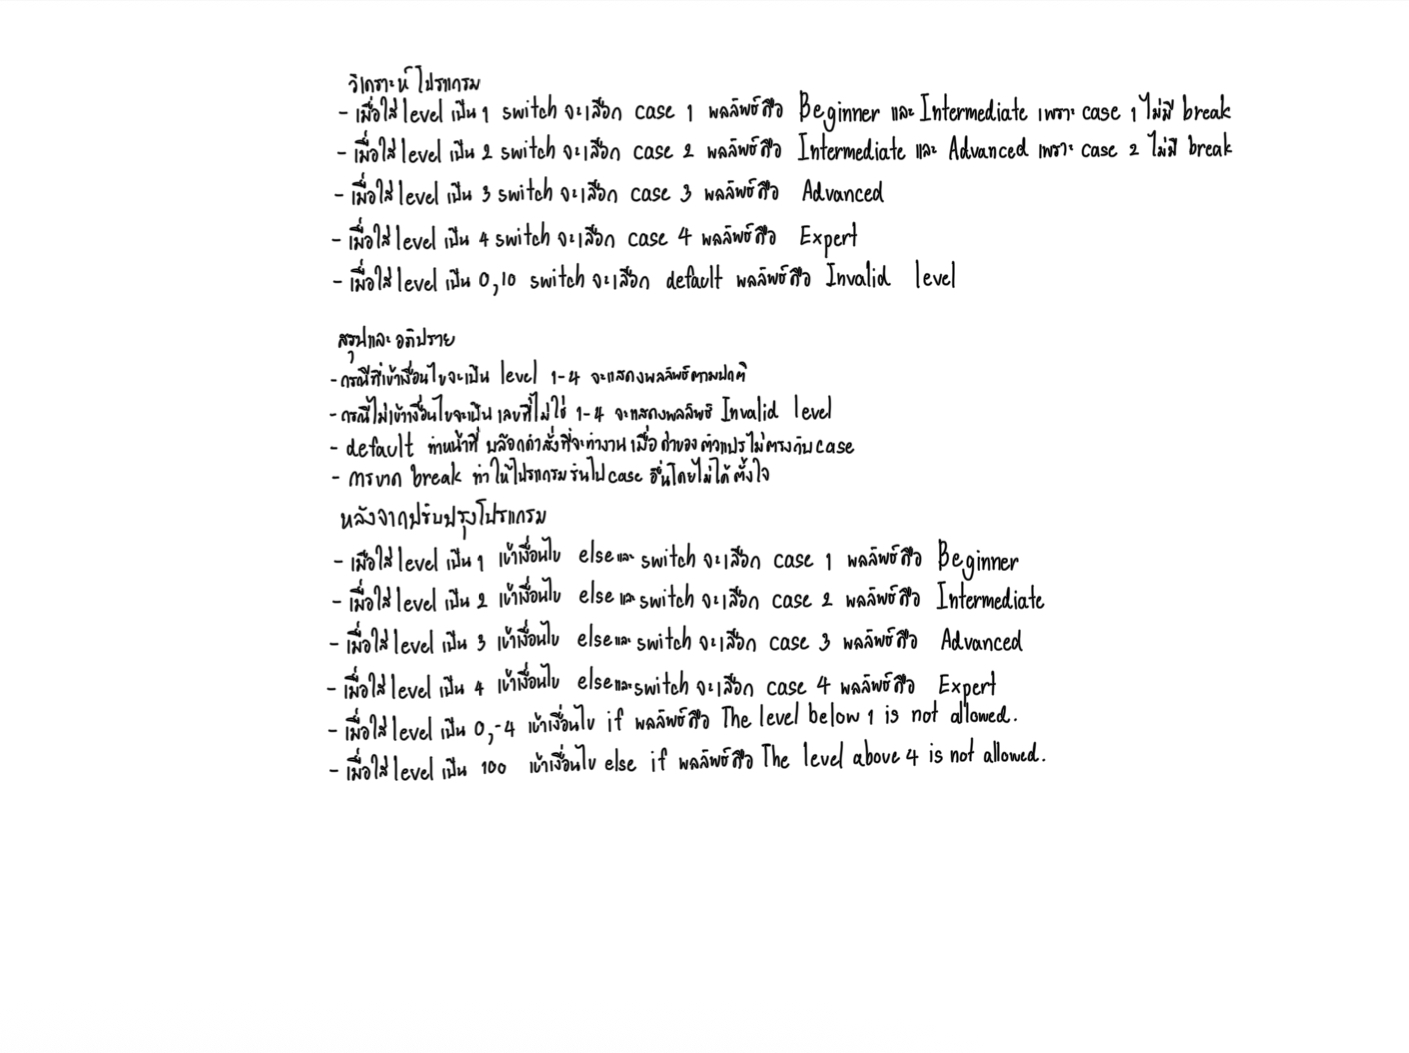 วิเคราะห์ โปรแกรม
- เมื่อใส่ level เป็น 1 switch จะเลือก case 1 ผลลัพธ์คือ Beginner และ Intermediate เพราะ case 1 ไม่มี break
- เมื่อใส่ level เป็น 2 switch จะเลือก case 2 ผลลัพธ์คือ Intermediate และ Advanced เพราะ case 2 ไม่มี break
- เมื่อใส่ level เป็น 3 switch จะเลือก case 3 ผลลัพธ์คือ Advanced
- เมื่อใส่ level เป็น 4 switch จะเลือก case 4 ผลลัพธ์คือ Expert
- เมื่อใส่ level เป็น 0,10 switch จะเลือก default ผลลัพธ์คือ Invalid level
สรุปและ อภิปราย
- กรณีที่เข้าเงื่อนไขจะเป็น level 1-4 จะแสดงผลลัพธ์ตามปกติ
- กรณีไม่เข้าเงื่อนไขจะเป็น เลขที่ไม่ใช่ 1-4 จะแสดงผลลัพธ์ Invalid level
- default ทำหน้าที่ บล็อกคำสั่งที่จะทำงาน เมื่อ ค่าของ ตัวแปร ไม่ตรงกับ case
- การขาด break ทำให้โปรแกรม รันไป case อื่นโดยไม่ได้ ตั้งใจ
หลังจากปรับปรุงโปรแกรม
- เมื่อใส่ level เป็น 1 เข้าเงื่อนไข else และ switch จะเลือก case 1 ผลลัพธ์คือ Beginner
- เมื่อใส่ level เป็น 2 เข้าเงื่อนไข else และ switch จะเลือก case 2 ผลลัพธ์คือ Intermediate
- เมื่อใส่ level เป็น 3 เข้าเงื่อนไข else และ switch จะเลือก case 3 ผลลัพธ์คือ Advanced
- เมื่อใส่ level เป็น 4 เข้าเงื่อนไข else และ switch จะเลือก case 4 ผลลัพธ์คือ Expert
- เมื่อใส่ level เป็น 0,-4 เข้าเงื่อนไข if ผลลัพธ์คือ The level below 1 is not allowed.
- เมื่อใส่ level เป็น 100 เข้าเงื่อนไข else if ผลลัพธ์คือ The level above 4 is not allowed.